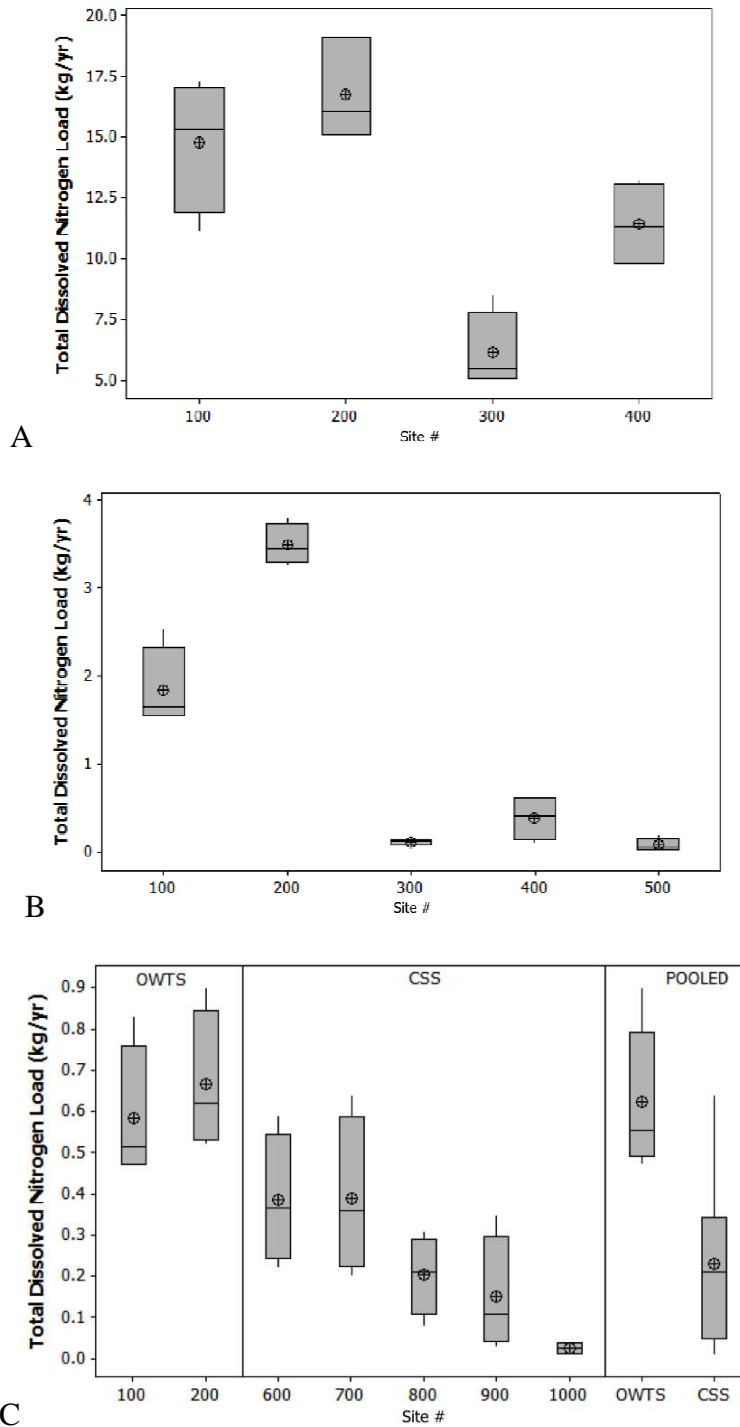 Total Dissolved Nitrogen Load (kg/yr)
20.0
17.5
15.0
12.5
10.0
7.5
5.0
100 200 300 400
Site #
A
Total Dissolved Nitrogen Load (kg/yr)
4
3
2
1
0
100 200 300 400 500
Site #
B
Total Dissolved Nitrogen Load (kg/yr)
OWTS CSS POOLED
0.9
0.8
0.7
0.6
0.5
0.4
0.3
0.2
0.1
0.0
100 200 600 700 800 900 1000 OWTS CSS
Site #
C